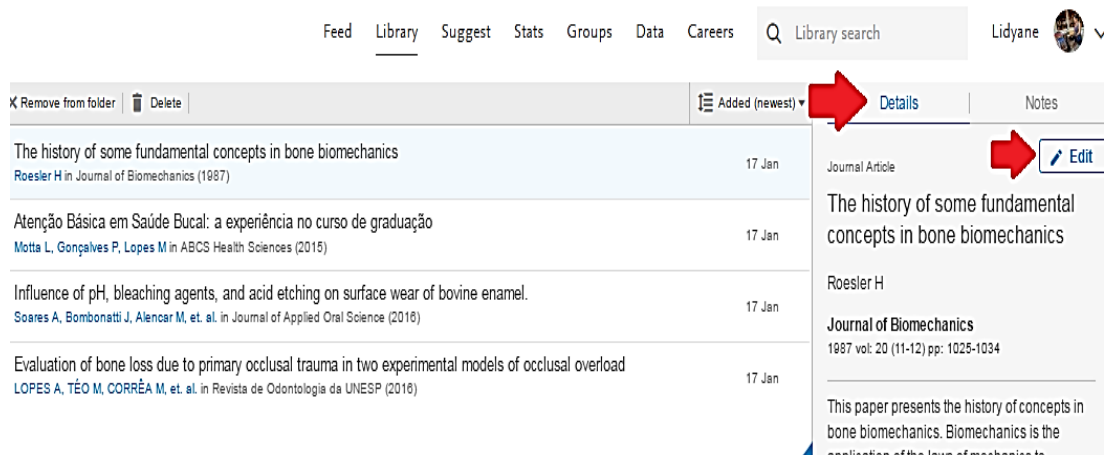 Feed Library Suggest Stats Groups Data Careers Library search Lidyane
X Remove from folder Delete Added (newest) ▾ Details Notes
Edit
The history of some fundamental concepts in bone biomechanics
Roesler H in Journal of Biomechanics (1987)
17 Jan
Atenção Básica em Saúde Bucal: a experiência no curso de graduação
Motta L, Gonçalves P, Lopes M in ABCS Health Sciences (2015)
17 Jan
Influence of pH, bleaching agents, and acid etching on surface wear of bovine enamel.
Soares A, Bombonatti J, Alencar M, et. al. in Journal of Applied Oral Science (2016)
17 Jan
Evaluation of bone loss due to primary occlusal trauma in two experimental models of occlusal overload
LOPES A, TÉO M, CORRÊA M, et. al. in Revista de Odontologia da UNESP (2016)
17 Jan
Journal Article
The history of some fundamental
concepts in bone biomechanics
Roesler H
Journal of Biomechanics
1987 vol: 20 (11-12) pp: 1025-1034
This paper presents the history of concepts in
bone biomechanics. Biomechanics is the
application of the laws of mechanics to